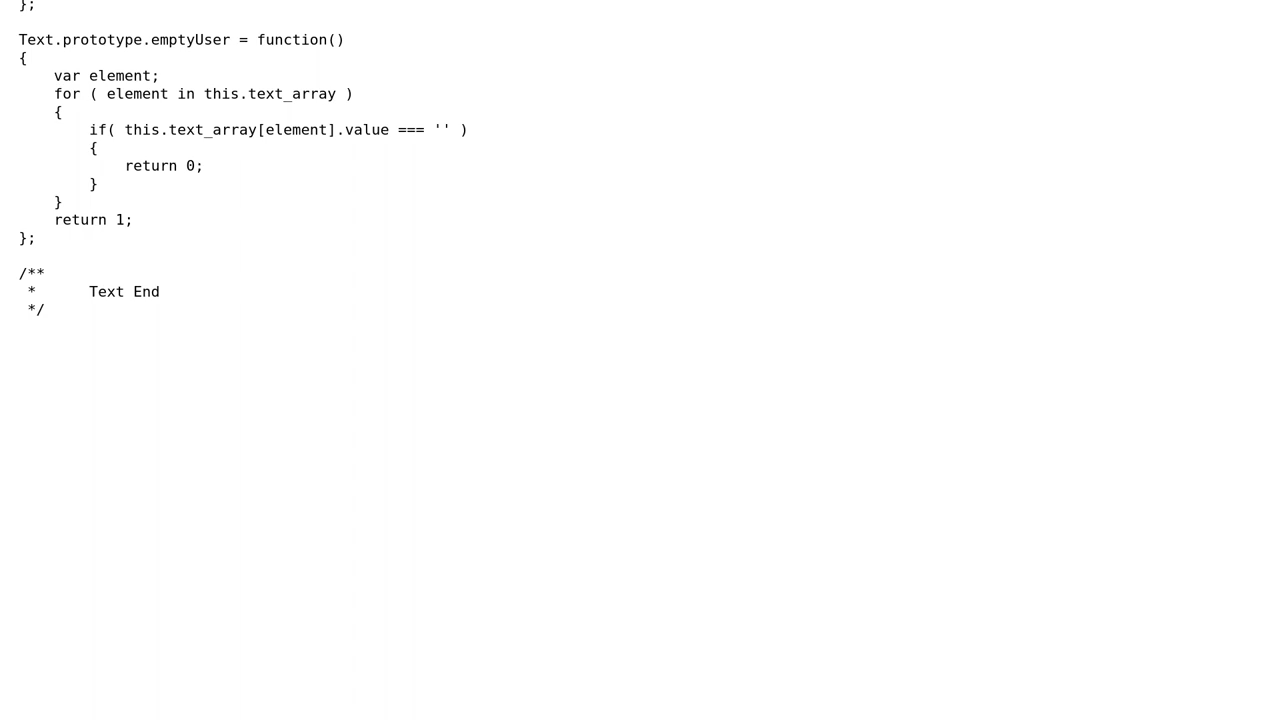 };

Text.prototype.emptyUser = function()
{
    var element;
    for ( element in this.text_array )
    {
        if( this.text_array[element].value === '' )
        {
            return 0;
        }
    }
    return 1;
};

/**
 *      Text End
 */